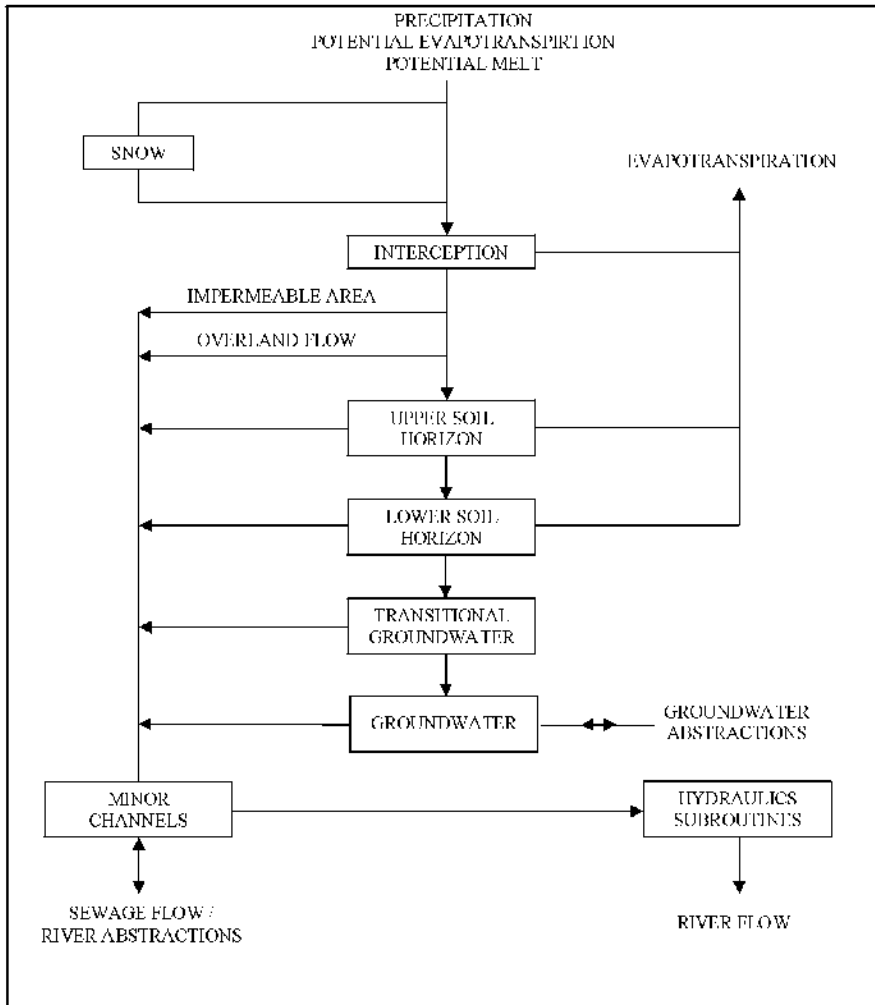 PRECIPITATION
POTENTIAL EVAPOTRANSPIRTION
POTENTIAL MELT
SNOW
EVAPOTRANSPIRATION
INTERCEPTION
IMPERMEABLE AREA
OVERLAND FLOW
UPPER SOIL
HORIZON
LOWER SOIL
HORIZON
TRANSITIONAL
GROUNDWATER
GROUNDWATER
GROUNDWATER
ABSTRACTIONS
MINOR
CHANNELS
HYDRAULICS
SUBROUTINES
SEWAGE FLOW /
RIVER ABSTRACTIONS
RIVER FLOW